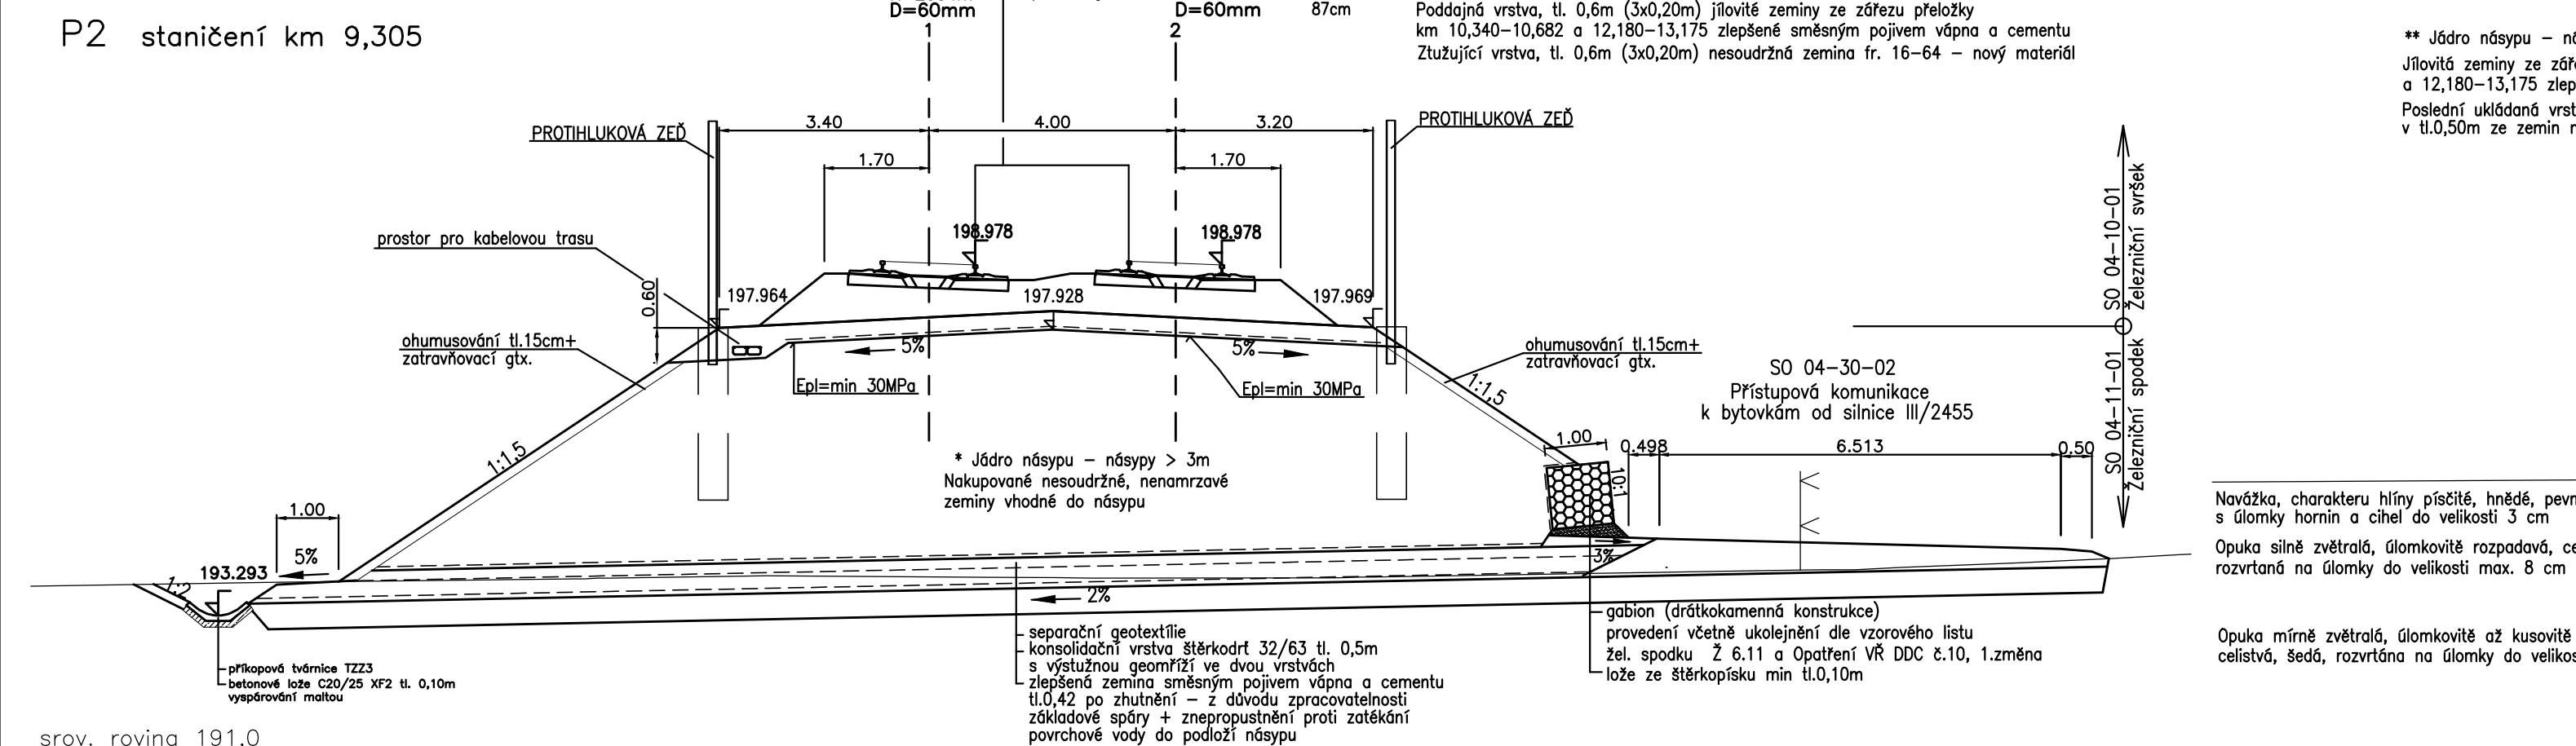 P2 staničení km 9,305
D=60mm
1
D=60mm
2
87cm
Poddajná vrstva, tl. 0,6m (3x0,20m) jílovité zeminy ze zářezu přeložky
km 10,340-10,682 a 12,180-13,175 zlepšené směsným pojivem vápna a cementu
Ztužující vrstva, tl. 0,6m (3x0,20m) nesoudržná zemina fr. 16-64 - nový materiál
** Jádro násypu -
Jílovitá zeminy ze
a 12,180-13,175
Poslední ukládaná
v tl.0,50m ze zemin
PROTIHLUKOVÁ ZEĎ
3.40
4.00
3.20
PROTIHLUKOVÁ ZEĎ
1.70
1.70
198.978
198.978
prostor pro kabelovou trasu
0.60
197.964
197.928
197.969
ohumusování tl.15cm+
zatravňovací gtx.
5%
5%
Epl=min 30MPa
Epl=min 30MPa
ohumusování tl.15cm+
zatravňovací gtx.
1:1,5
1:1,5
SO 04-30-02
Přístupová komunikace
k bytovkám od silnice III/2455
SO 04-10-01
Železniční svršek
SO 04-11-01
Železniční spodek
1.00
0.498
6.513
0.50
10:1
* Jádro násypu - násypy > 3m
Nakupované nesoudržné, nenamrzavé
zeminy vhodné do násypu
1.00
5%
193.293
1:2
3%
2%
Navážka, charakteru hlíny písčité, hnědé,
s úlomky hornin a cihel do velikosti 3 cm
Opuka silně zvětralá, úlomkovitě rozpadavá,
rozvrtaná na úlomky do velikosti max. 8 cm
Opuka mírně zvětralá, úlomkovitě až kusovitě
celistvá, šedá, rozvrtána na úlomky do
příkopová tvárnice TZZ3
betonové lože C20/25 XF2 tl. 0,10m
vyspárování maltou
separační geotextílie
konsolidační vrstva štěrkodrť 32/63 tl. 0,5m
s výstužnou geomříží ve dvou vrstvách
zlepšená zemina směsným pojivem vápna a cementu
tl.0,42 po zhutnění - z důvodu zpracovatelnosti
základové spáry + znepropustnění proti zatékání
povrchové vody do podloží násypu
gabion (drátkokamenná konstrukce)
provedení včetně ukolejnění dle vzorového listu
žel. spodku Ž 6.11 a Opatření VŘ DDC č.10, 1.změna
lože ze štěrkopísku min tl.0,10m
srov. rovina 191,0